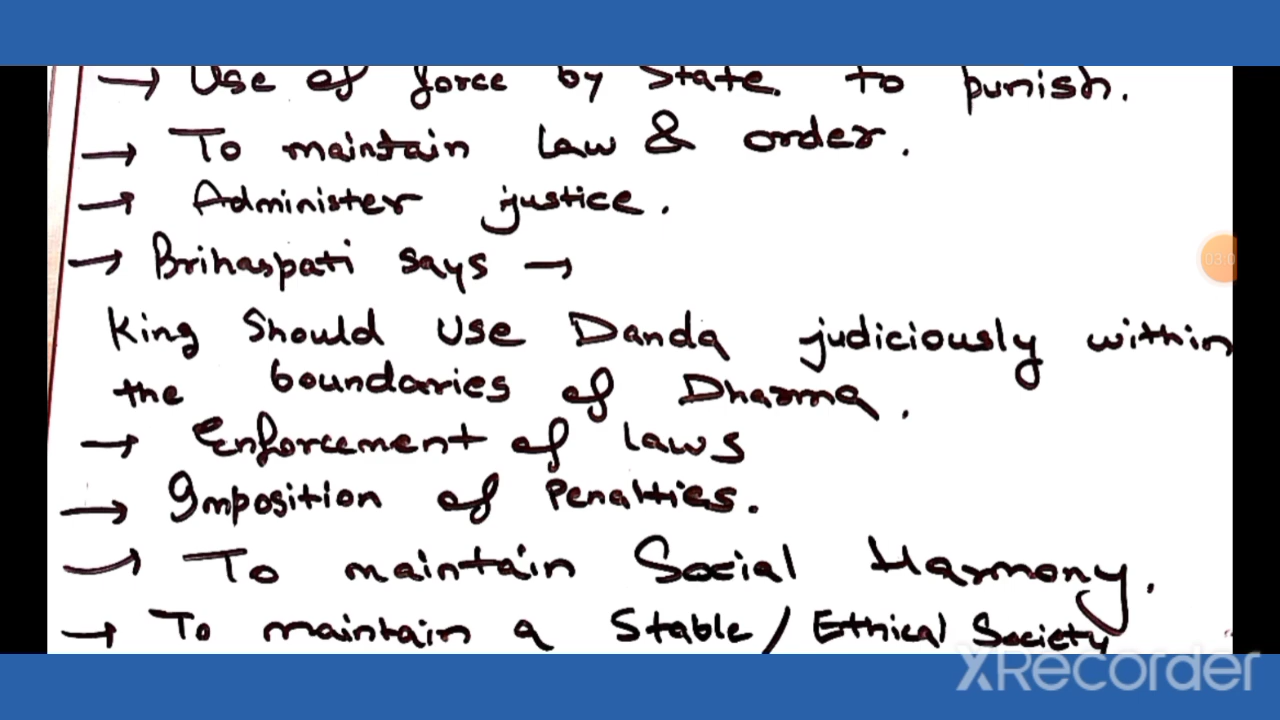 → Use of force by State. to punish.
→ To maintain law & order.
→ Administer justice.
→ Brihaspati says →
King Should Use Danda judiciously within
the boundaries of Dharma.
→ Enforcement of laws
→ Imposition of Penalties.
→ To maintain Social Harmony.
→ To maintain a Stable/Ethical Society
03:0
XRecorder